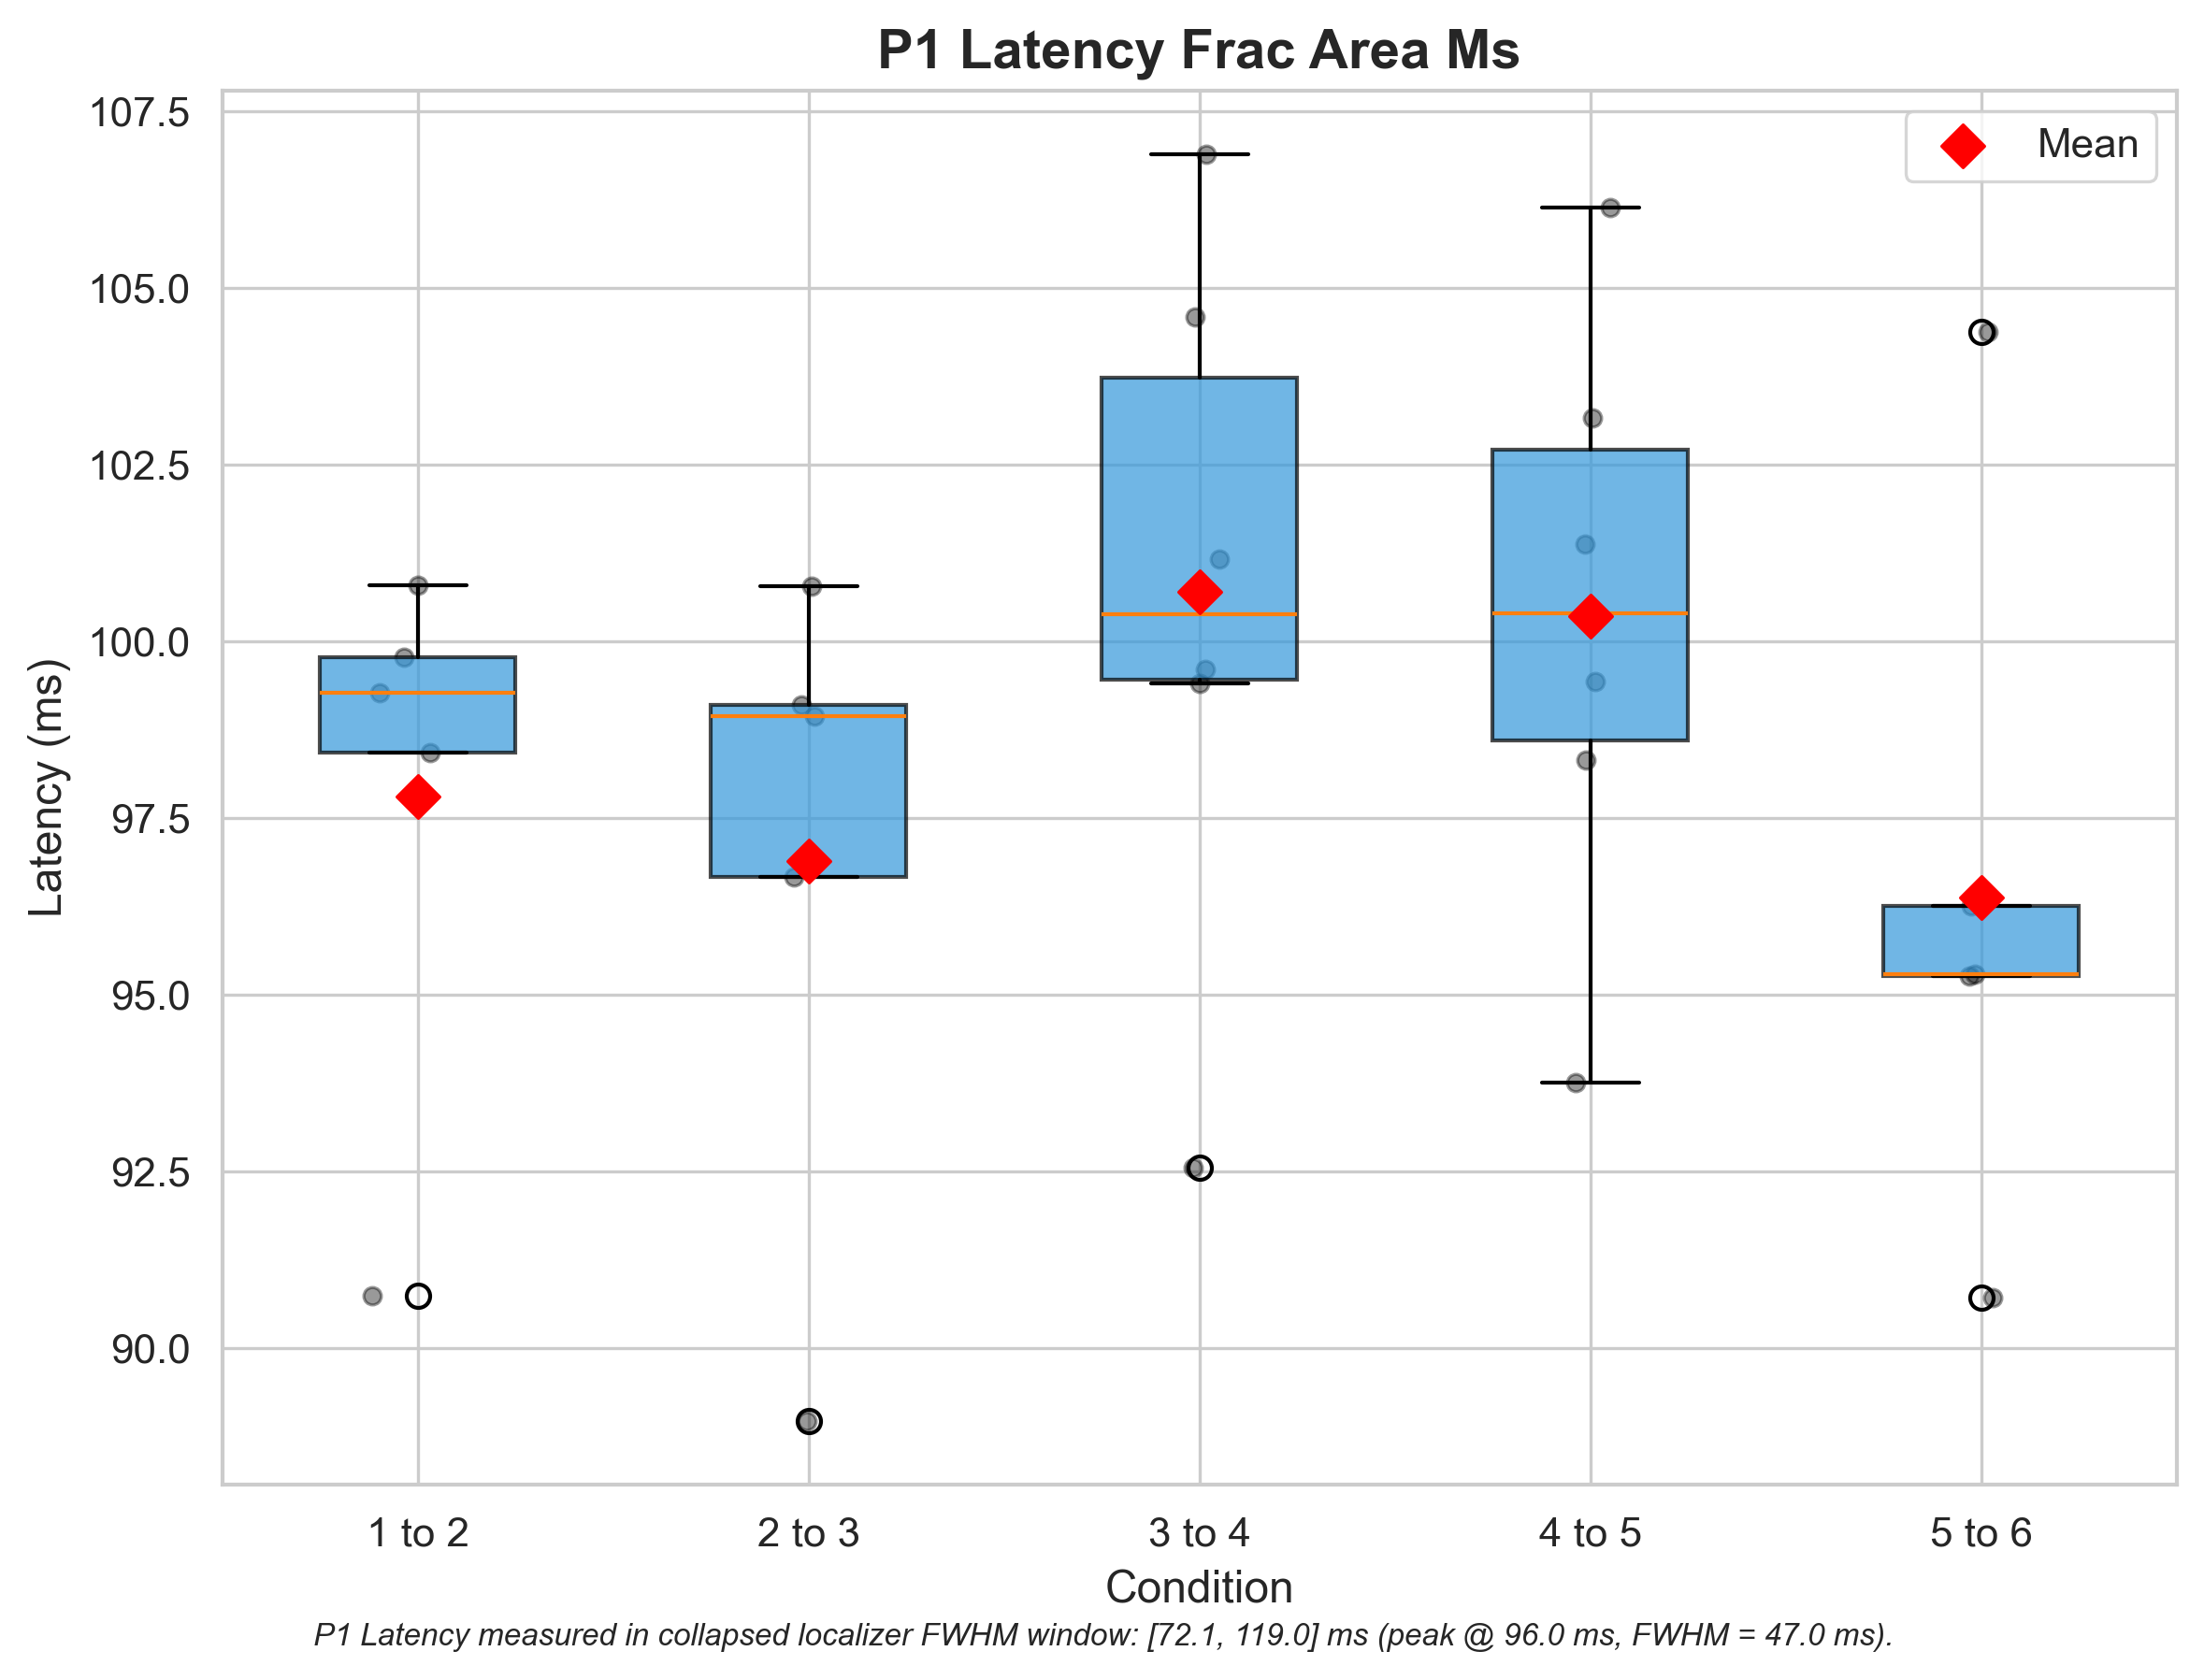 P1 Latency Frac Area Ms
107.5
105.0
102.5
100.0
97.5
95.0
92.5
90.0
Latency (ms)
Mean
1 to 2
2 to 3
3 to 4
4 to 5
5 to 6
Condition
P1 Latency measured in collapsed localizer FWHM window: [72.1, 119.0] ms (peak @ 96.0 ms, FWHM = 47.0 ms).